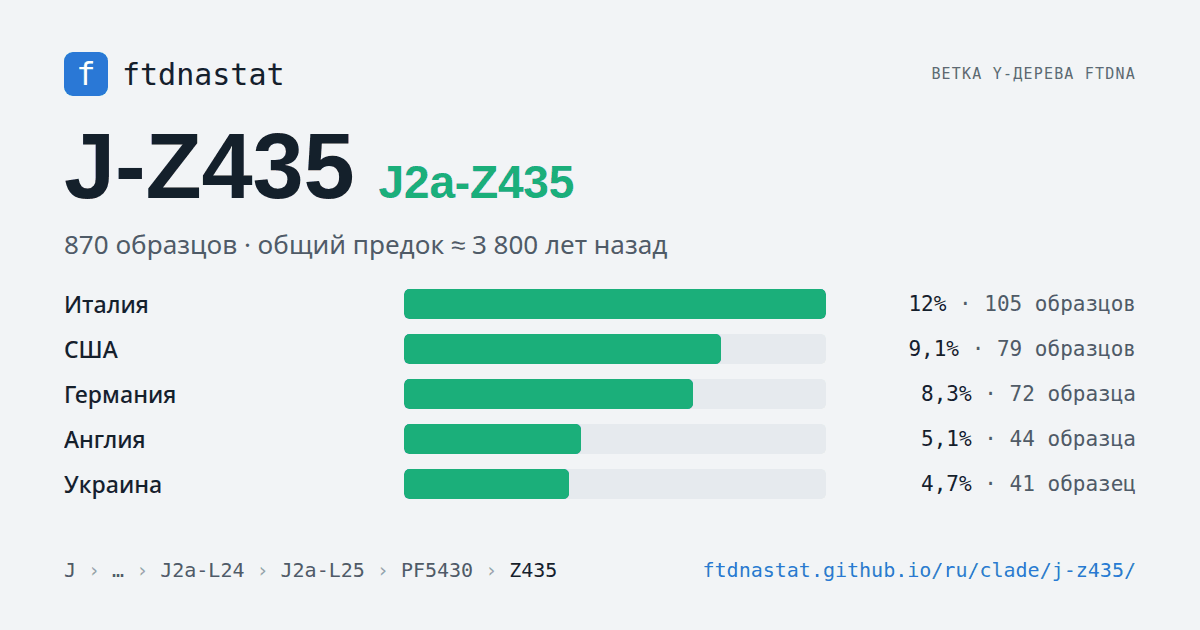 f ftdnastat
ВЕТКА Y-ДЕРЕВА FTDNA
J-Z435 J2a-Z435
870 образцов · общий предок ≈ 3 800 лет назад
Италия 12% · 105 образцов
США 9,1% · 79 образцов
Германия 8,3% · 72 образца
Англия 5,1% · 44 образца
Украина 4,7% · 41 образец
J › … › J2a-L24 › J2a-L25 › PF5430 › Z435
ftdnastat.github.io/ru/clade/j-z435/